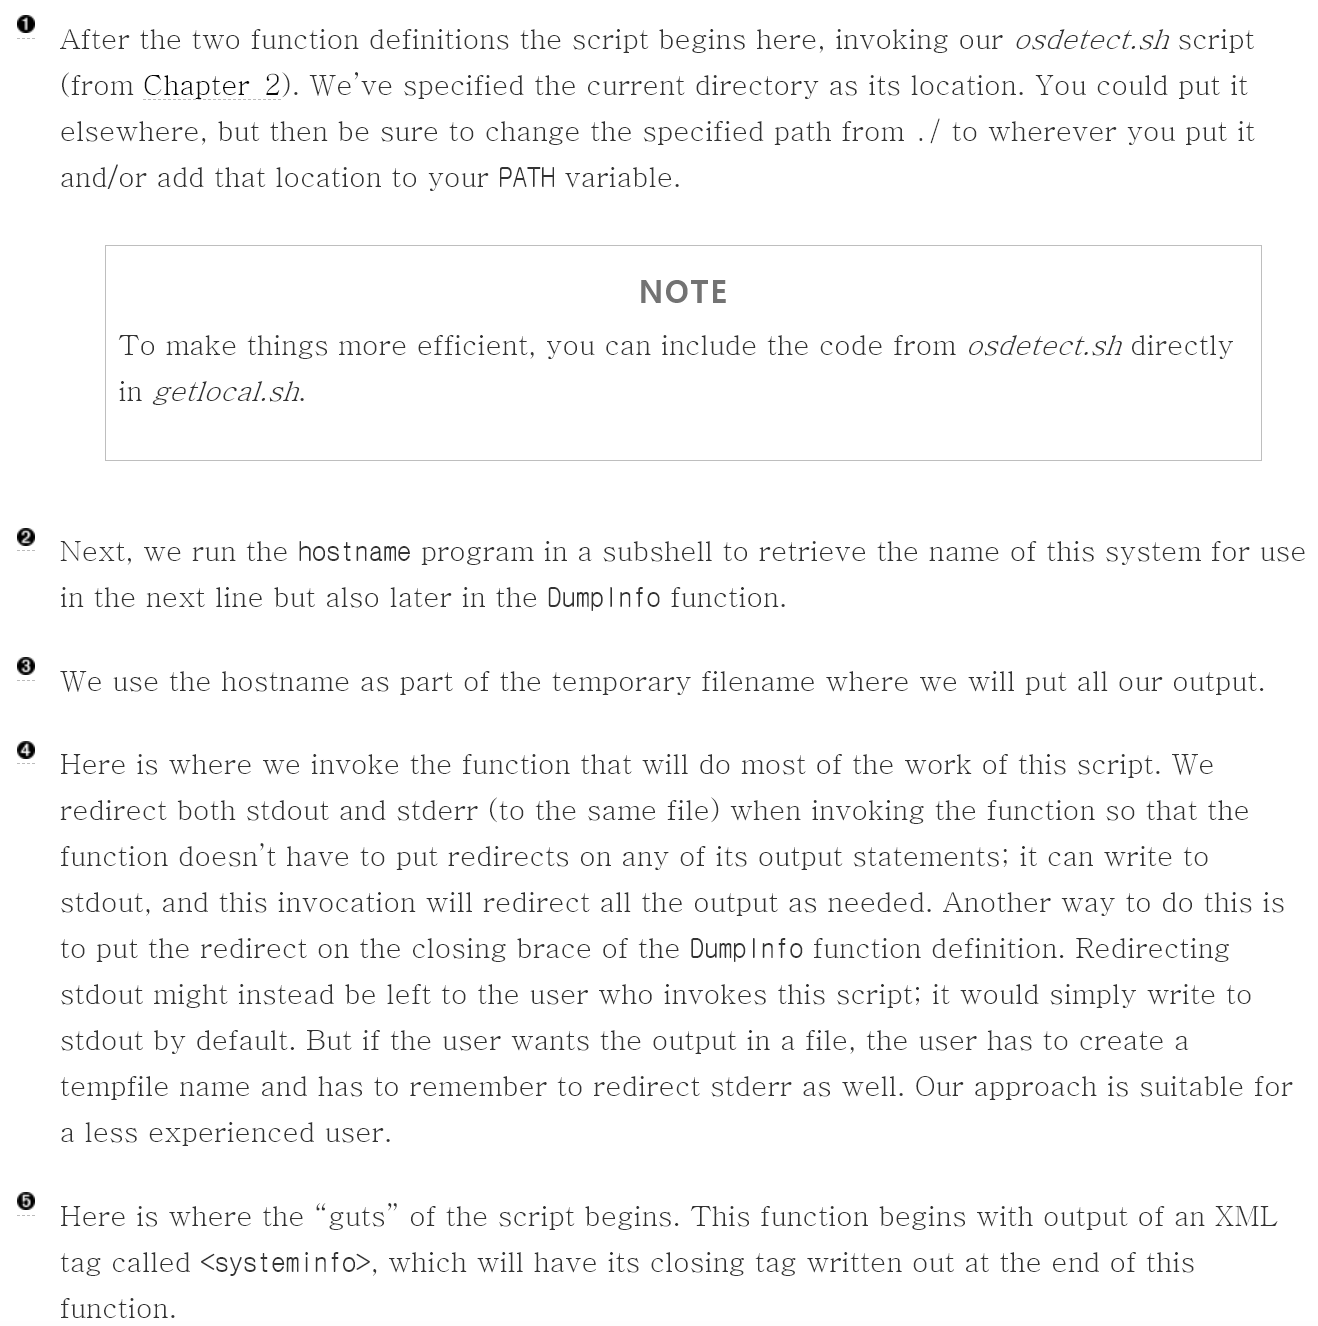 ❶ After the two function definitions the script begins here, invoking our osdetect.sh script
(from Chapter 2). We’ve specified the current directory as its location. You could put it
elsewhere, but then be sure to change the specified path from ./ to wherever you put it
and/or add that location to your PATH variable.
NOTE
To make things more efficient, you can include the code from osdetect.sh directly
in getlocal.sh.
❷ Next, we run the hostname program in a subshell to retrieve the name of this system for use
in the next line but also later in the DumpInfo function.
❸ We use the hostname as part of the temporary filename where we will put all our output.
❹ Here is where we invoke the function that will do most of the work of this script. We
redirect both stdout and stderr (to the same file) when invoking the function so that the
function doesn’t have to put redirects on any of its output statements; it can write to
stdout, and this invocation will redirect all the output as needed. Another way to do this is
to put the redirect on the closing brace of the DumpInfo function definition. Redirecting
stdout might instead be left to the user who invokes this script; it would simply write to
stdout by default. But if the user wants the output in a file, the user has to create a
tempfile name and has to remember to redirect stderr as well. Our approach is suitable for
a less experienced user.
❺ Here is where the “guts” of the script begins. This function begins with output of an XML
tag called <systeminfo>, which will have its closing tag written out at the end of this
function.